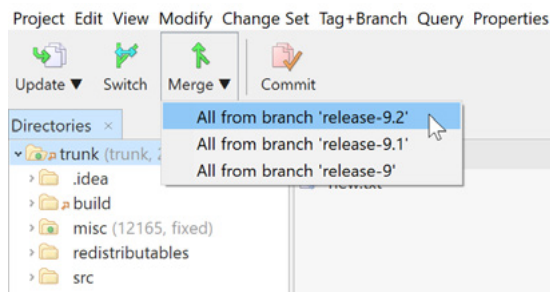 Project Edit View Modify Change Set Tag+Branch Query Properties
Update ▼ Switch Merge ▼ Commit
All from branch 'release-9.2'
All from branch 'release-9.1'
All from branch 'release-9'
Directories ×
trunk (trunk,
.idea
build
misc (12165, fixed)
redistributables
src
new.txt